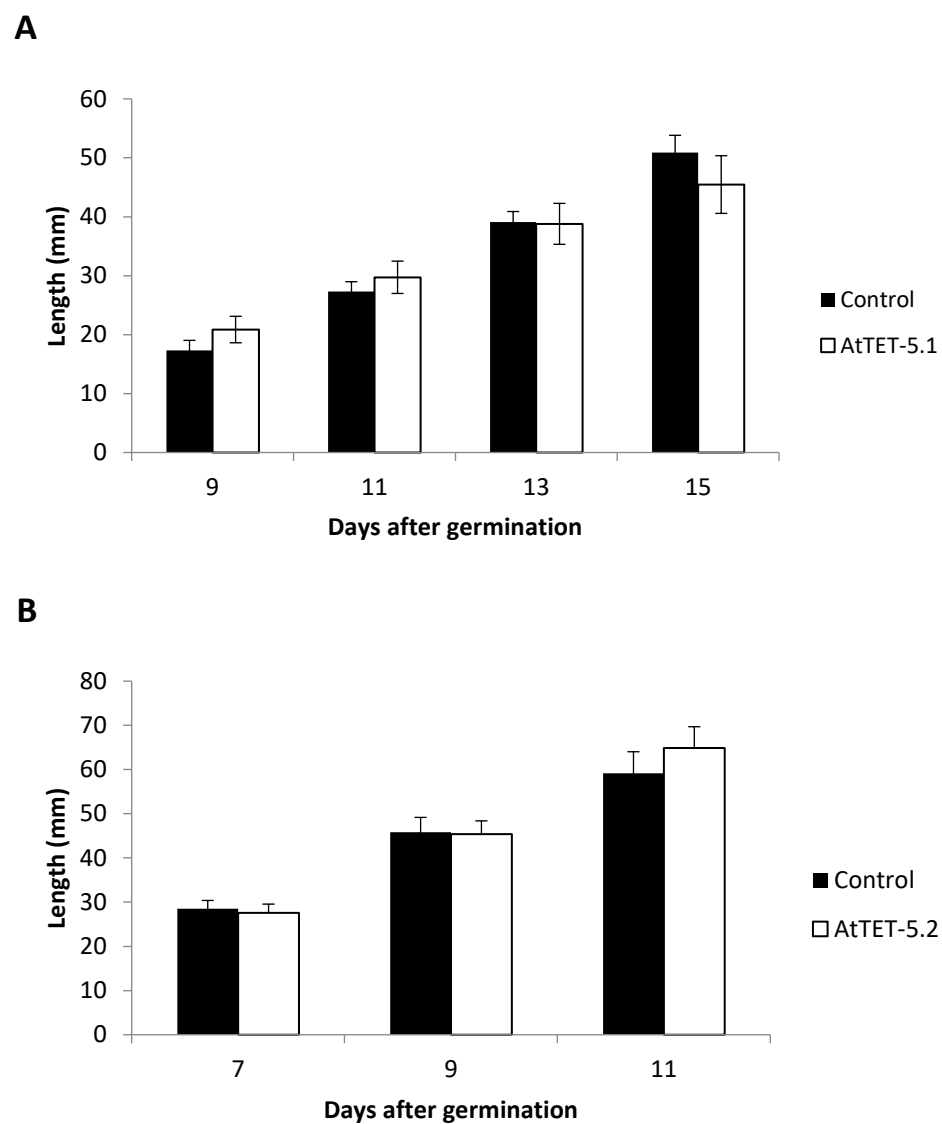 A
60
50
40
30
20
10
0
Length (mm)
9 11 13 15
Days after germination
Control
AtTET-5.1
B
80
70
60
50
40
30
20
10
0
Length (mm)
7 9 11
Days after germination
Control
AtTET-5.2